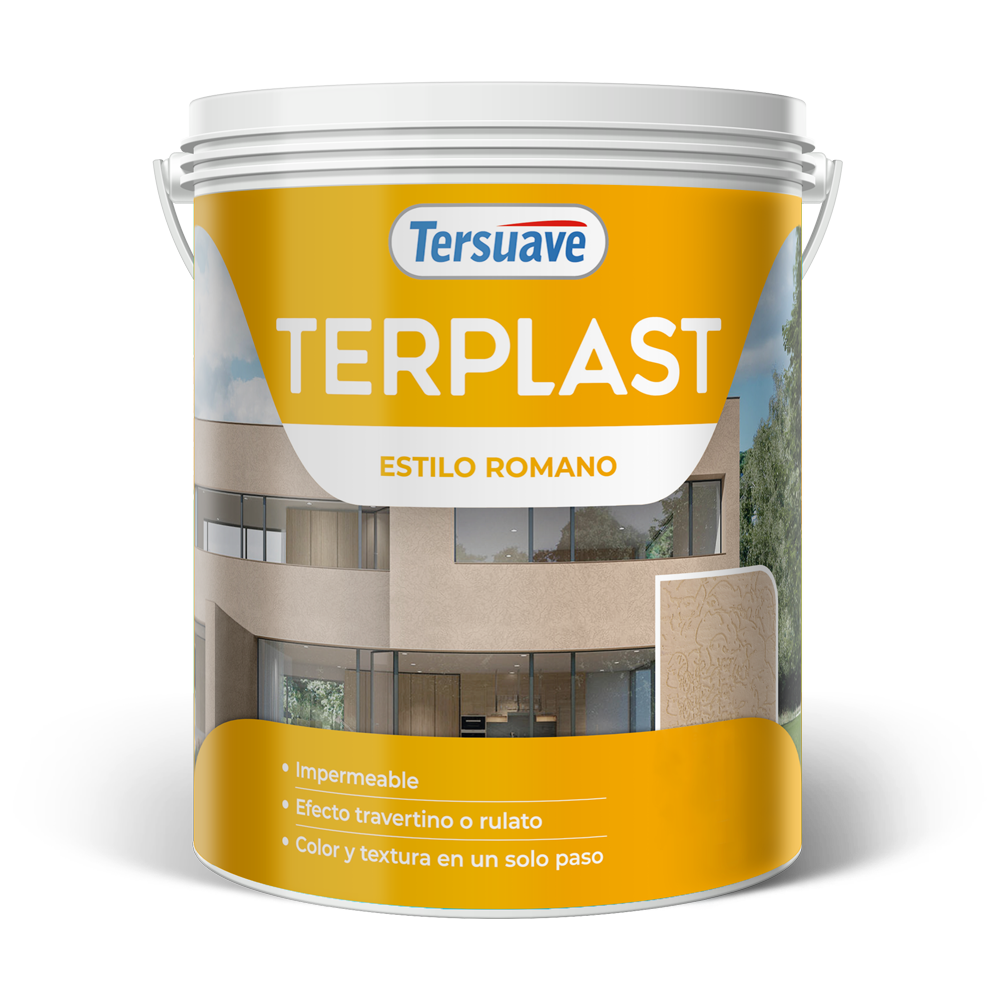 Tersuave
TERPLAST
ESTILO ROMANO
• Impermeable
• Efecto travertino o rulato
• Color y textura en un solo paso